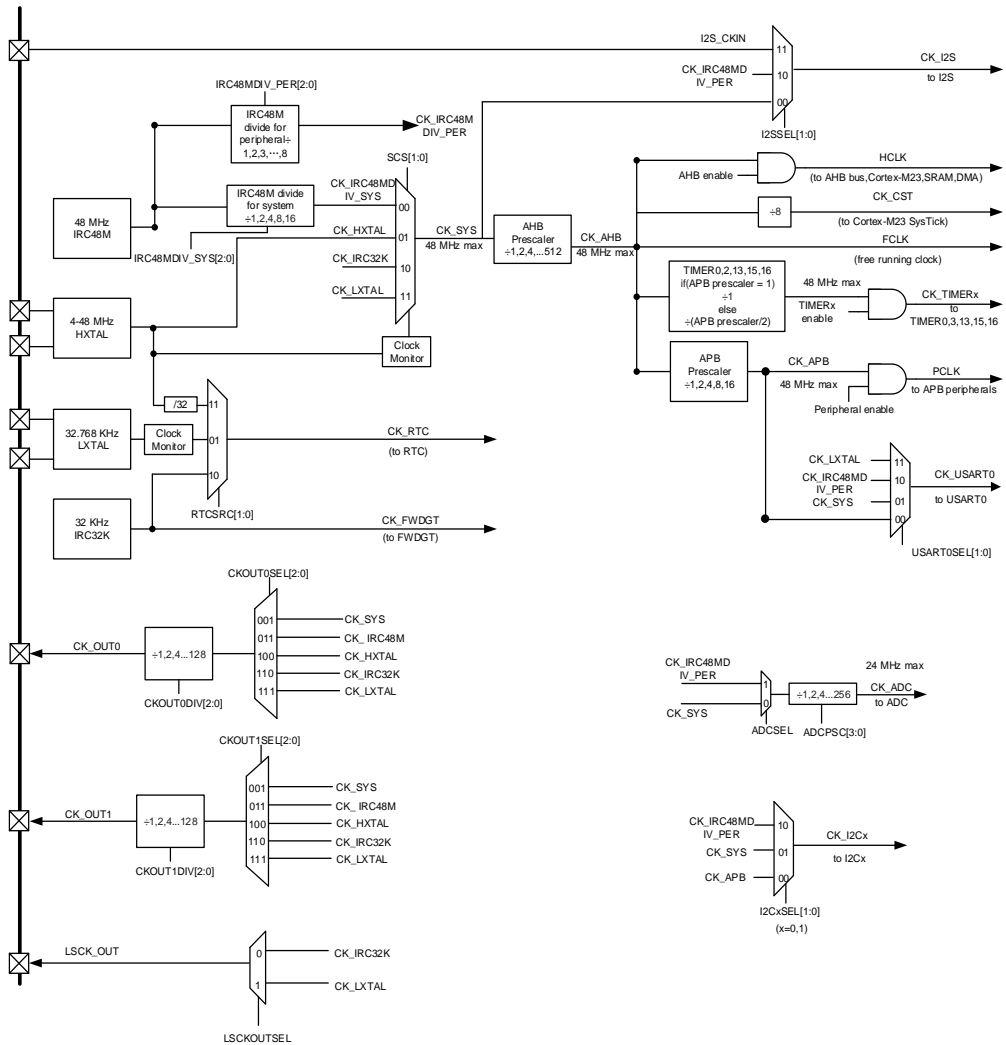 I2S_CKIN
11
CK_IRC48MD
IV_PER
10
00
CK_I2S
to I2S
I2SSEL[1:0]
IRC48MDIV_PER[2:0]
IRC48M
divide for
peripheral÷
1,2,3,···,8
CK_IRC48M
DIV_PER
48 MHz
IRC48M
IRC48M divide
for system
÷1,2,4,8,16
IRC48MDIV_SYS[2:0]
SCS[1:0]
CK_IRC48MD
IV_SYS
00
CK_HXTAL
01
CK_IRC32K
10
CK_LXTAL
11
CK_SYS
48 MHz max
AHB
Prescaler
÷1,2,4,...512
CK_AHB
48 MHz max
AHB enable
HCLK
(to AHB bus,Cortex-M23,SRAM,DMA)
÷8
CK_CST
(to Cortex-M23 SysTick)
FCLK
(free running clock)
TIMER0,2,13,15,16
if(APB prescaler = 1)
÷1
else
÷(APB prescaler/2)
48 MHz max
TIMERx
enable
CK_TIMERx
to
TIMER0,3,13,15,16
APB
Prescaler
÷1,2,4,8,16
CK_APB
48 MHz max
Peripheral enable
PCLK
to APB peripherals
4-48 MHz
HXTAL
Clock
Monitor
/32
11
32.768 KHz
LXTAL
Clock
Monitor
01
10
CK_RTC
(to RTC)
RTCSRC[1:0]
32 KHz
IRC32K
CK_FWDGT
(to FWDGT)
CK_LXTAL
11
CK_IRC48MD
IV_PER
10
CK_SYS
01
00
CK_USART0
to USART0
USART0SEL[1:0]
CKOUT0SEL[2:0]
001
CK_SYS
011
CK_ IRC48M
100
CK_HXTAL
110
CK_IRC32K
111
CK_LXTAL
CK_OUT0
÷1,2,4...128
CKOUT0DIV[2:0]
CK_IRC48MD
IV_PER
1
CK_SYS
0
ADCSEL
÷1,2,4...256
ADCPSC[3:0]
24 MHz max
CK_ADC
to ADC
CKOUT1SEL[2:0]
001
CK_SYS
011
CK_ IRC48M
100
CK_HXTAL
110
CK_IRC32K
111
CK_LXTAL
CK_OUT1
÷1,2,4...128
CKOUT1DIV[2:0]
CK_IRC48MD
IV_PER
10
CK_SYS
01
CK_APB
00
CK_I2Cx
to I2Cx
I2CxSEL[1:0]
(x=0,1)
LSCK_OUT
0
CK_IRC32K
1
CK_LXTAL
LSCKOUTSEL